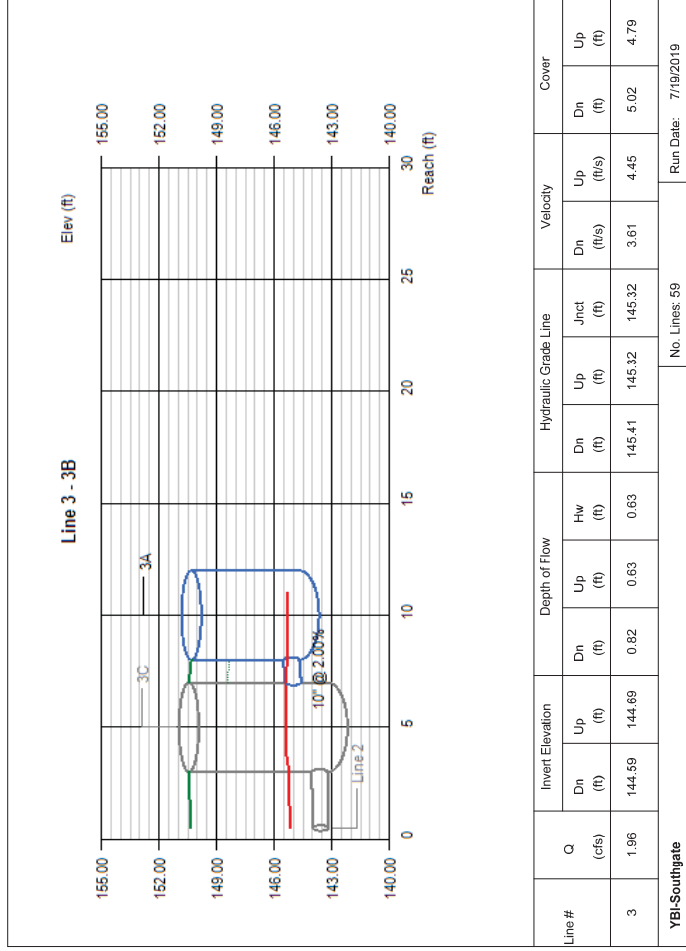 Line 3 - 3B
Elev (ft)
155.00 155.00
152.00 152.00
149.00 149.00
146.00 146.00
143.00 143.00
140.00 140.00
3C
3A
10" @ 2.00%
Line 2
0 5 10 15 20 25 30
Reach (ft)
Line # Q Invert Elevation Depth of Flow Hydraulic Grade Line Velocity Cover
Dn Up Dn Up Hw Dn Up Jnct Dn Up Dn Up
(cfs) (ft) (ft) (ft) (ft) (ft) (ft) (ft) (ft) (ft/s) (ft/s) (ft) (ft)
3 1.96 144.59 144.69 0.82 0.63 0.63 145.41 145.32 145.32 3.61 4.45 5.02 4.79
YBI-Southgate No. Lines: 59 Run Date: 7/19/2019